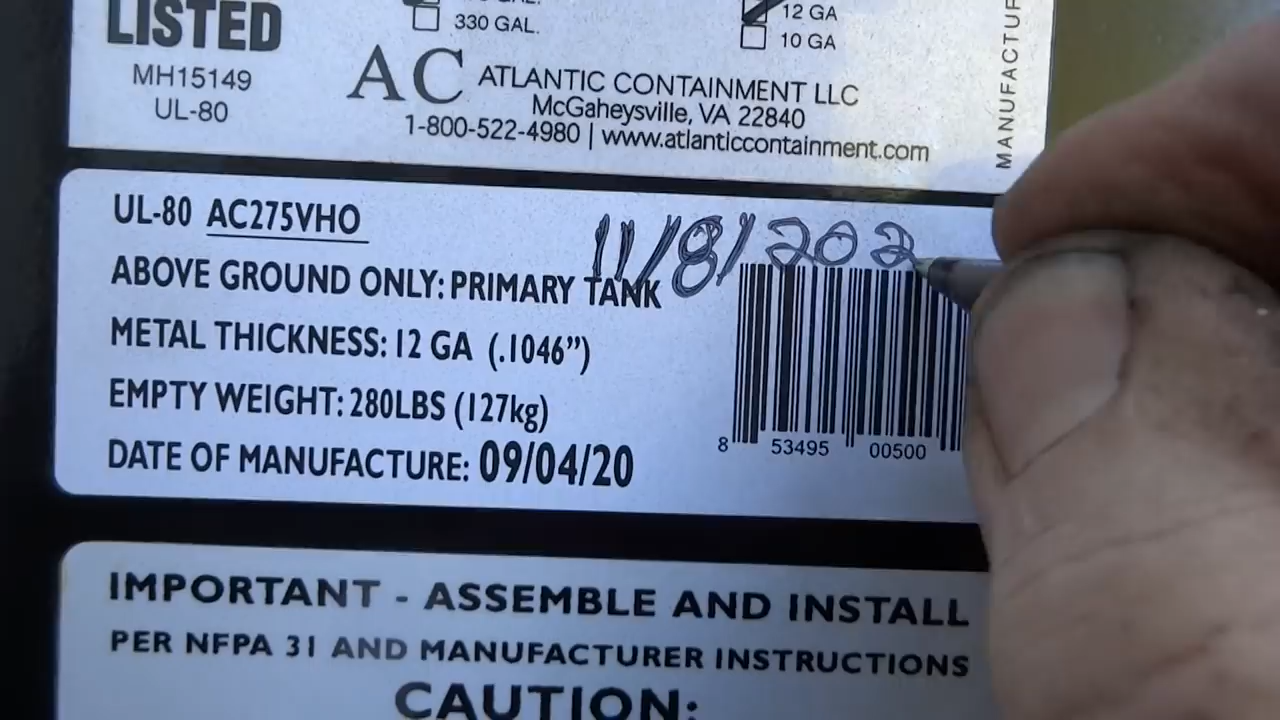 LISTED
MH15149
UL-80
330 GAL.
12 GA
10 GA
AC ATLANTIC CONTAINMENT LLC
McGaheysville, VA 22840
1-800-522-4980 | www.atlanticcontainment.com
UL-80 AC275VHO
11/8/202
ABOVE GROUND ONLY: PRIMARY TANK
METAL THICKNESS: 12 GA (.1046”)
EMPTY WEIGHT: 280LBS (127kg)
DATE OF MANUFACTURE: 09/04/20
8 53495 00500
IMPORTANT - ASSEMBLE AND INSTALL
PER NFPA 31 AND MANUFACTURER INSTRUCTIONS
CAUTION: